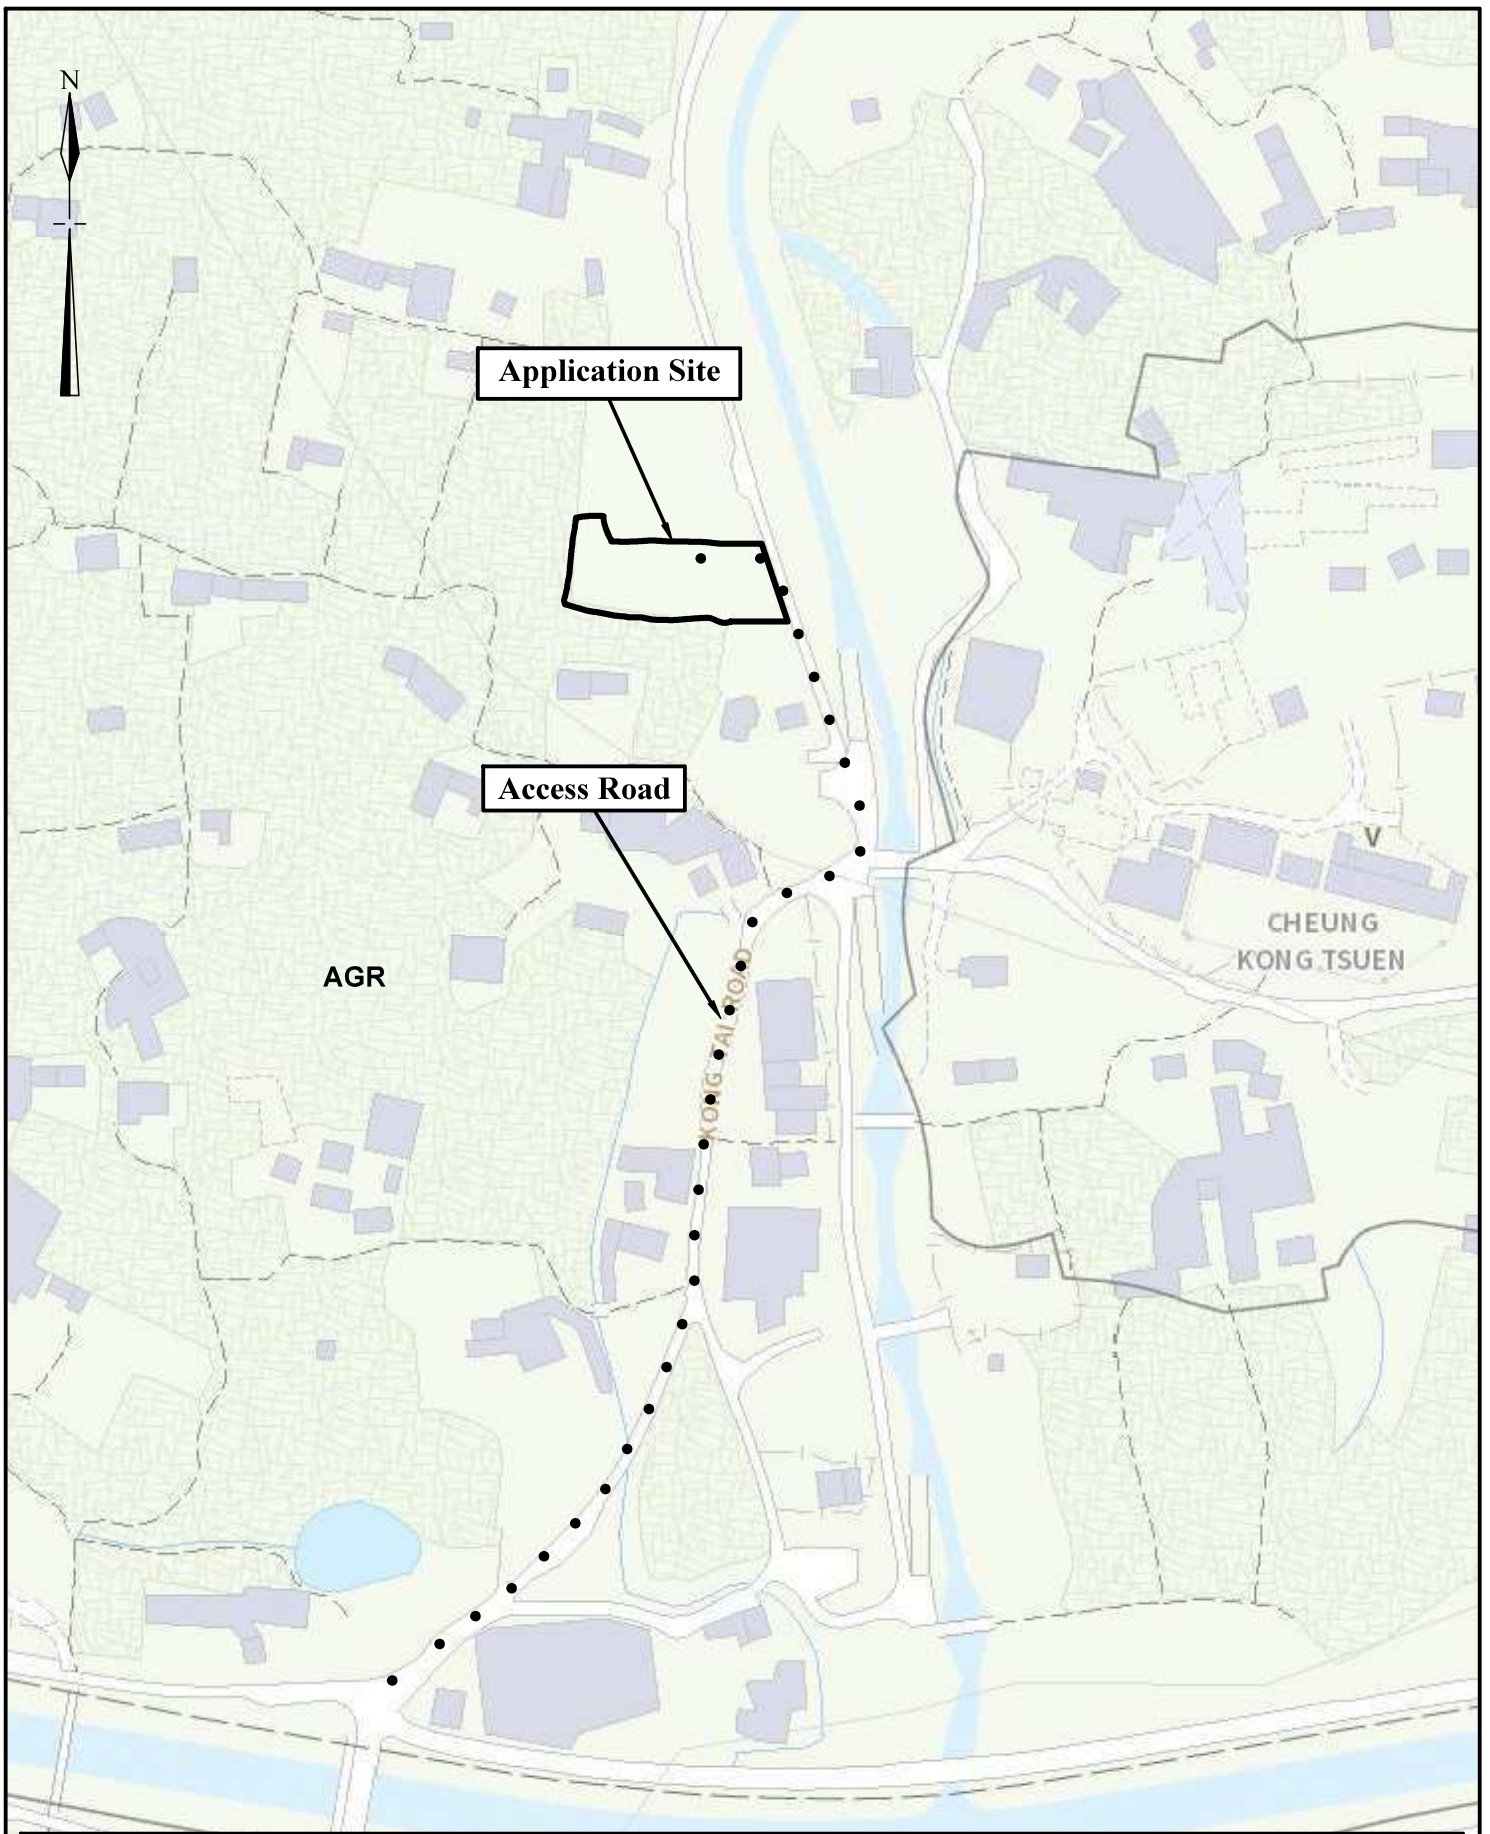 N
Application Site
Access Road
V
CHEUNG
KONG TSUEN
AGR
KONG TAI ROAD